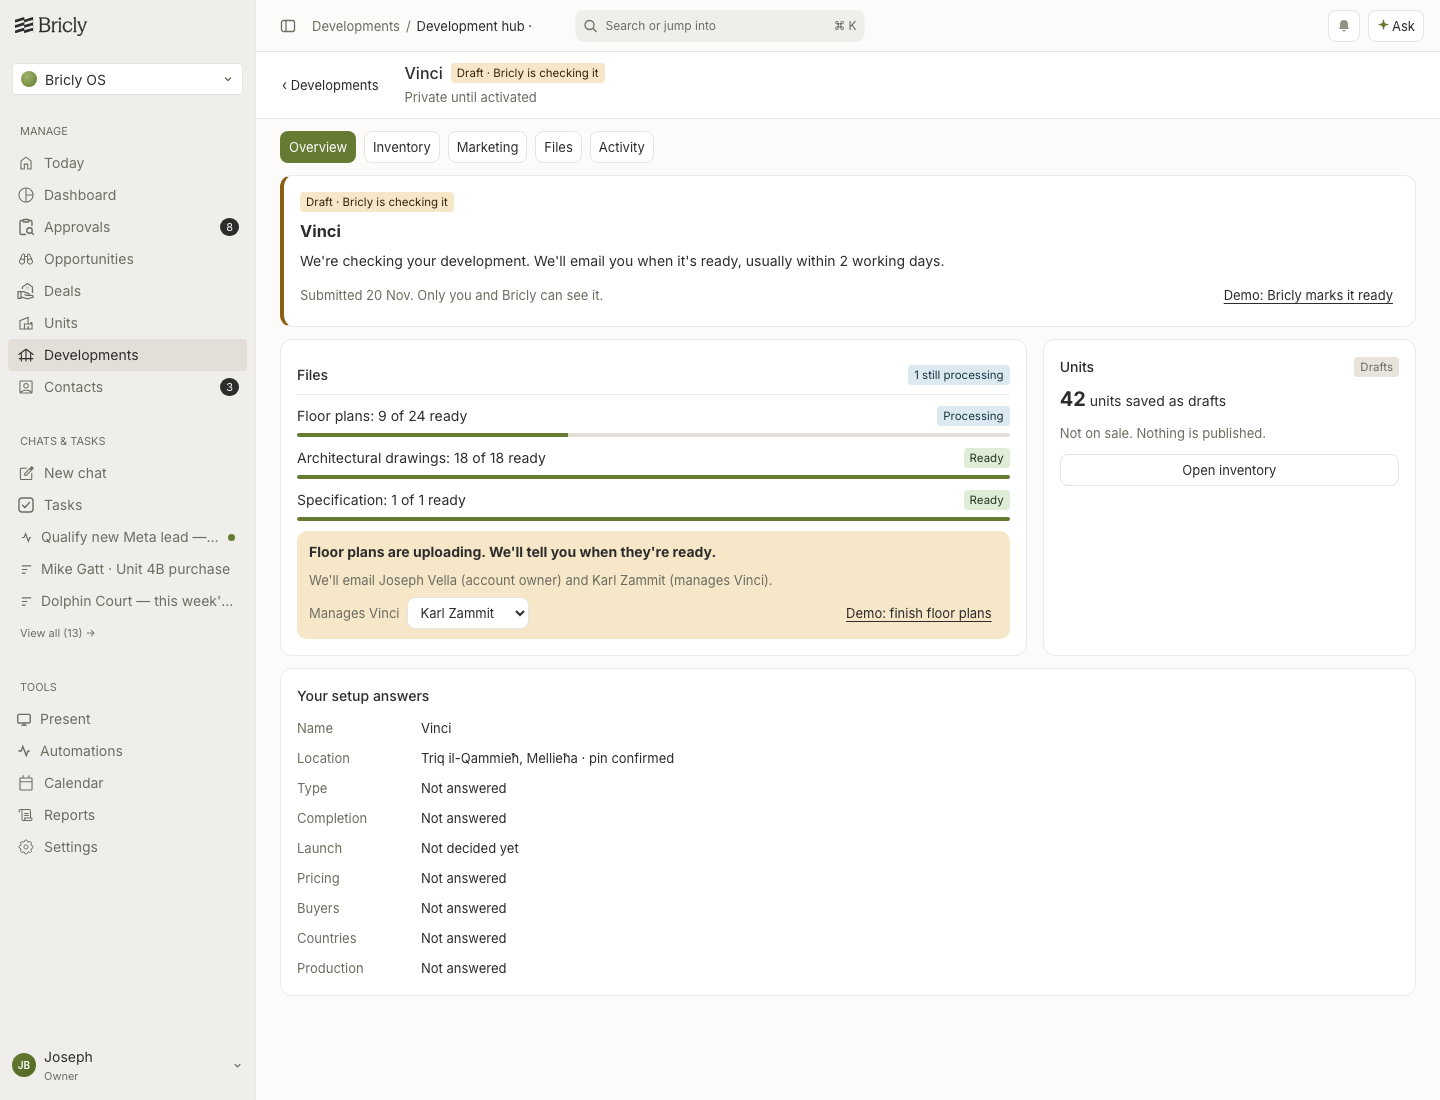 Bricly
Bricly OS
MANAGE
Today
Dashboard
Approvals 8
Opportunities
Deals
Units
Developments
Contacts 3
CHATS & TASKS
New chat
Tasks
Qualify new Meta lead —...
Mike Gatt · Unit 4B purchase
Dolphin Court — this week'...
View all (13) →
TOOLS
Present
Automations
Calendar
Reports
Settings
JB Joseph
Owner
Developments / Development hub ·
Search or jump into ⌘ K
Ask
‹ Developments
Vinci Draft · Bricly is checking it
Private until activated
Overview Inventory Marketing Files Activity
Draft · Bricly is checking it
Vinci
We're checking your development. We'll email you when it's ready, usually within 2 working days.
Submitted 20 Nov. Only you and Bricly can see it. Demo: Bricly marks it ready
Files 1 still processing
Floor plans: 9 of 24 ready Processing
Architectural drawings: 18 of 18 ready Ready
Specification: 1 of 1 ready Ready
Floor plans are uploading. We'll tell you when they're ready.
We'll email Joseph Vella (account owner) and Karl Zammit (manages Vinci).
Manages Vinci Karl Zammit Demo: finish floor plans
Units Drafts
42 units saved as drafts
Not on sale. Nothing is published.
Open inventory
Your setup answers
Name Vinci
Location Triq il-Qammieħ, Mellieħa · pin confirmed
Type Not answered
Completion Not answered
Launch Not decided yet
Pricing Not answered
Buyers Not answered
Countries Not answered
Production Not answered